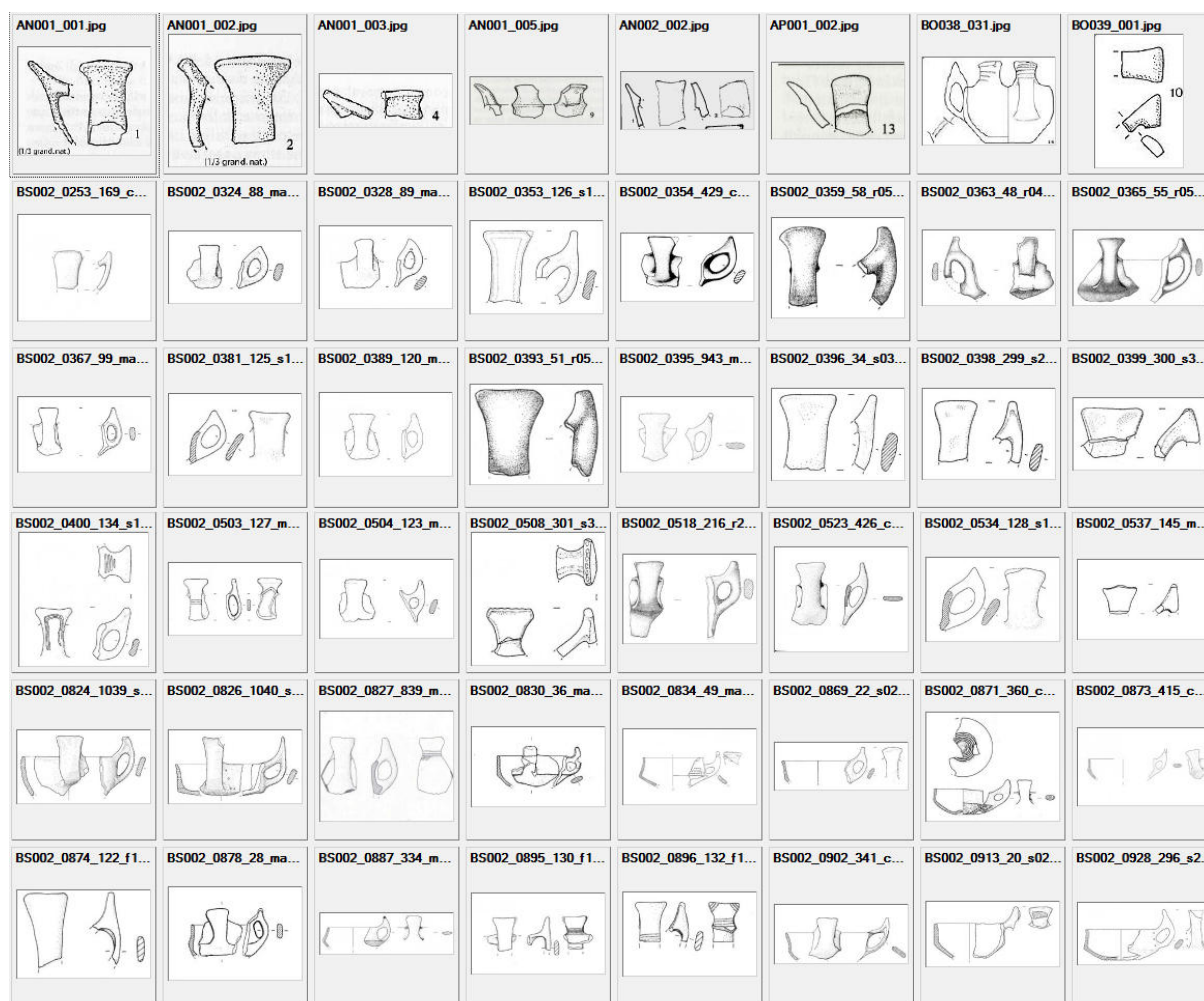 AN001_001.jpg AN001_002.jpg AN001_003.jpg AN001_005.jpg AN002_002.jpg AP001_002.jpg BO038_031.jpg BO039_001.jpg
1 2 4 9 13 10
(1/3 grand. nat.) (1/3 grand. nat.)
BS002_0253_169_c... BS002_0324_88_ma... BS002_0328_89_ma... BS002_0353_126_s1... BS002_0354_429_c... BS002_0359_58_r05... BS002_0363_48_r04... BS002_0365_55_r05...
BS002_0367_99_ma... BS002_0381_125_s1... BS002_0389_120_m... BS002_0393_51_r05... BS002_0395_943_m... BS002_0396_34_s03... BS002_0398_299_s2... BS002_0399_300_s3...
BS002_0400_134_s1... BS002_0503_127_m... BS002_0504_123_m... BS002_0508_301_s3... BS002_0518_216_r2... BS002_0523_426_c... BS002_0534_128_s1... BS002_0537_145_m...
BS002_0824_1039_s... BS002_0826_1040_s... BS002_0827_839_m... BS002_0830_36_ma... BS002_0834_49_ma... BS002_0869_22_s02... BS002_0871_360_c... BS002_0873_415_c...
BS002_0874_122_f1... BS002_0878_28_ma... BS002_0887_334_m... BS002_0895_130_f1... BS002_0896_132_f1... BS002_0902_341_c... BS002_0913_20_s02... BS002_0928_296_s2...